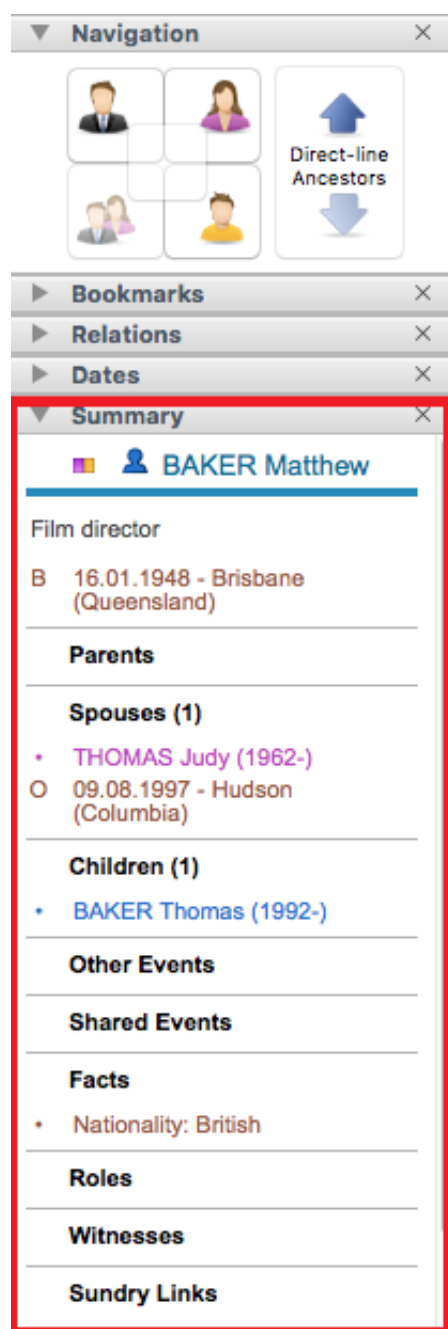 Navigation
Direct-line
Ancestors
Bookmarks
Relations
Dates
Summary
BAKER Matthew
Film director
B 16.01.1948 - Brisbane
(Queensland)
Parents
Spouses (1)
• THOMAS Judy (1962-)
O 09.08.1997 - Hudson
(Columbia)
Children (1)
• BAKER Thomas (1992-)
Other Events
Shared Events
Facts
• Nationality: British
Roles
Witnesses
Sundry Links